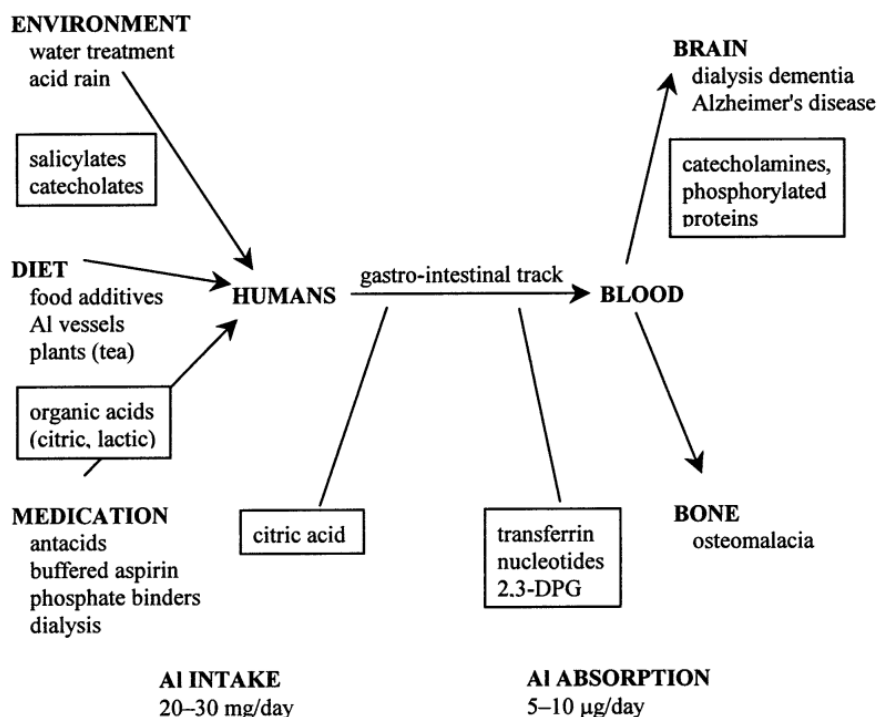 ENVIRONMENT
water treatment
acid rain
salicylates
catecholates
DIET
food additives
Al vessels
plants (tea)
organic acids
(citric, lactic)
MEDICATION
antacids
buffered aspirin
phosphate binders
dialysis
HUMANS
gastro-intestinal track
citric acid
transferrin
nucleotides
2.3-DPG
BLOOD
BRAIN
dialysis dementia
Alzheimer's disease
catecholamines,
phosphorylated
proteins
BONE
osteomalacia
Al INTAKE
20–30 mg/day
Al ABSORPTION
5–10 μg/day